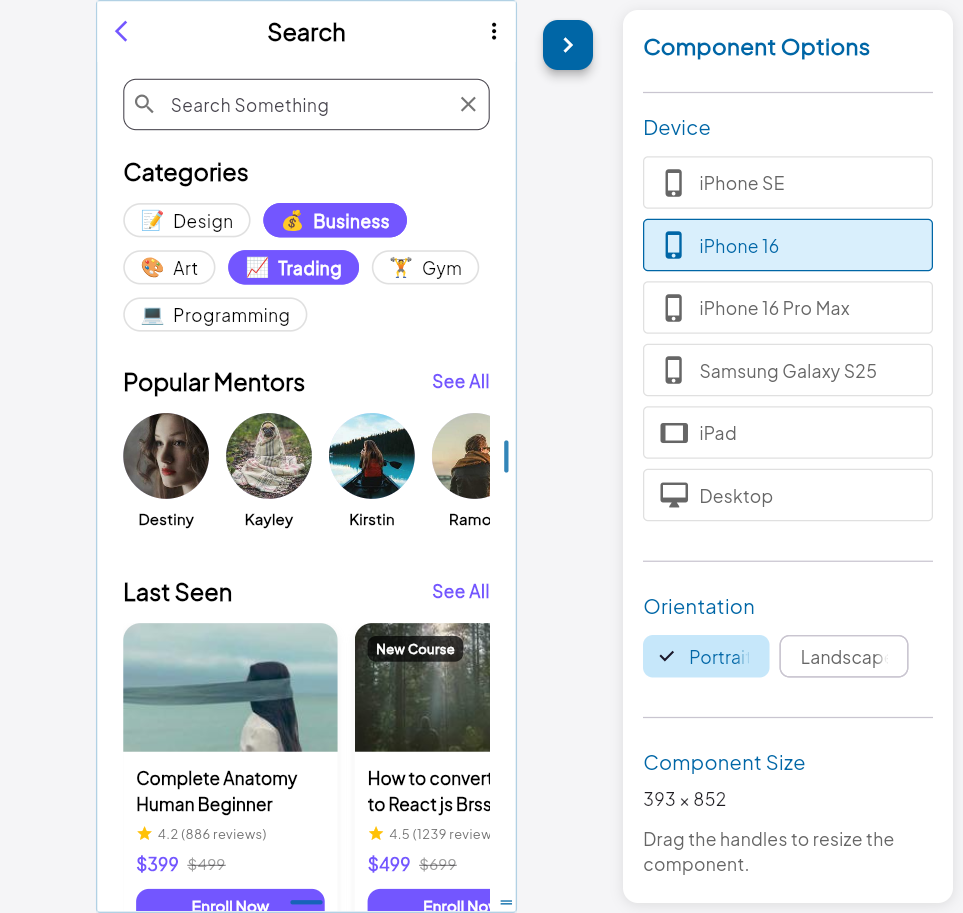 Search
Search Something
Categories
Design
Business
Art
Trading
Gym
Programming
Popular Mentors
See All
Destiny
Kayley
Kirstin
Ramo
Last Seen
See All
Complete Anatomy
Human Beginner
4.2 (886 reviews)
$399 $499
Enroll Now
New Course
How to convert
to React js Brss
4.5 (1239 review
$499 $699
Enroll Now
Component Options
Device
iPhone SE
iPhone 16
iPhone 16 Pro Max
Samsung Galaxy S25
iPad
Desktop
Orientation
Portrait
Landscap
Component Size
393 × 852
Drag the handles to resize the
component.